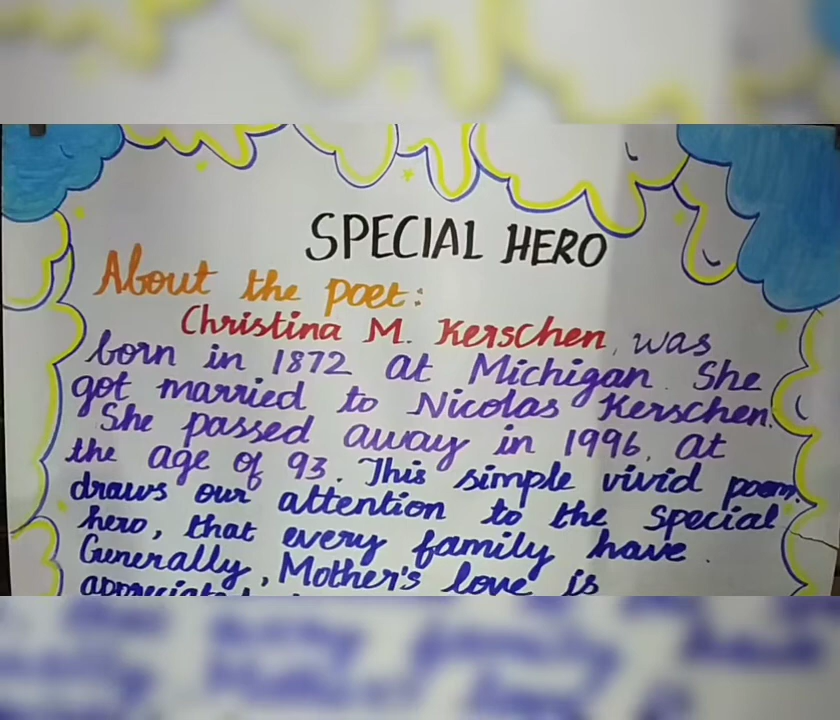 SPECIAL HERO
About the poet:
Christina M. Kerschen, was
born in 1872 at Michigan. She
got married to Nicolas Kerschen.
She passed away in 1996, at
the age of 93. This simple vivid poem,
draws our attention to the special
hero, that every family have.
Generally, Mother's love is